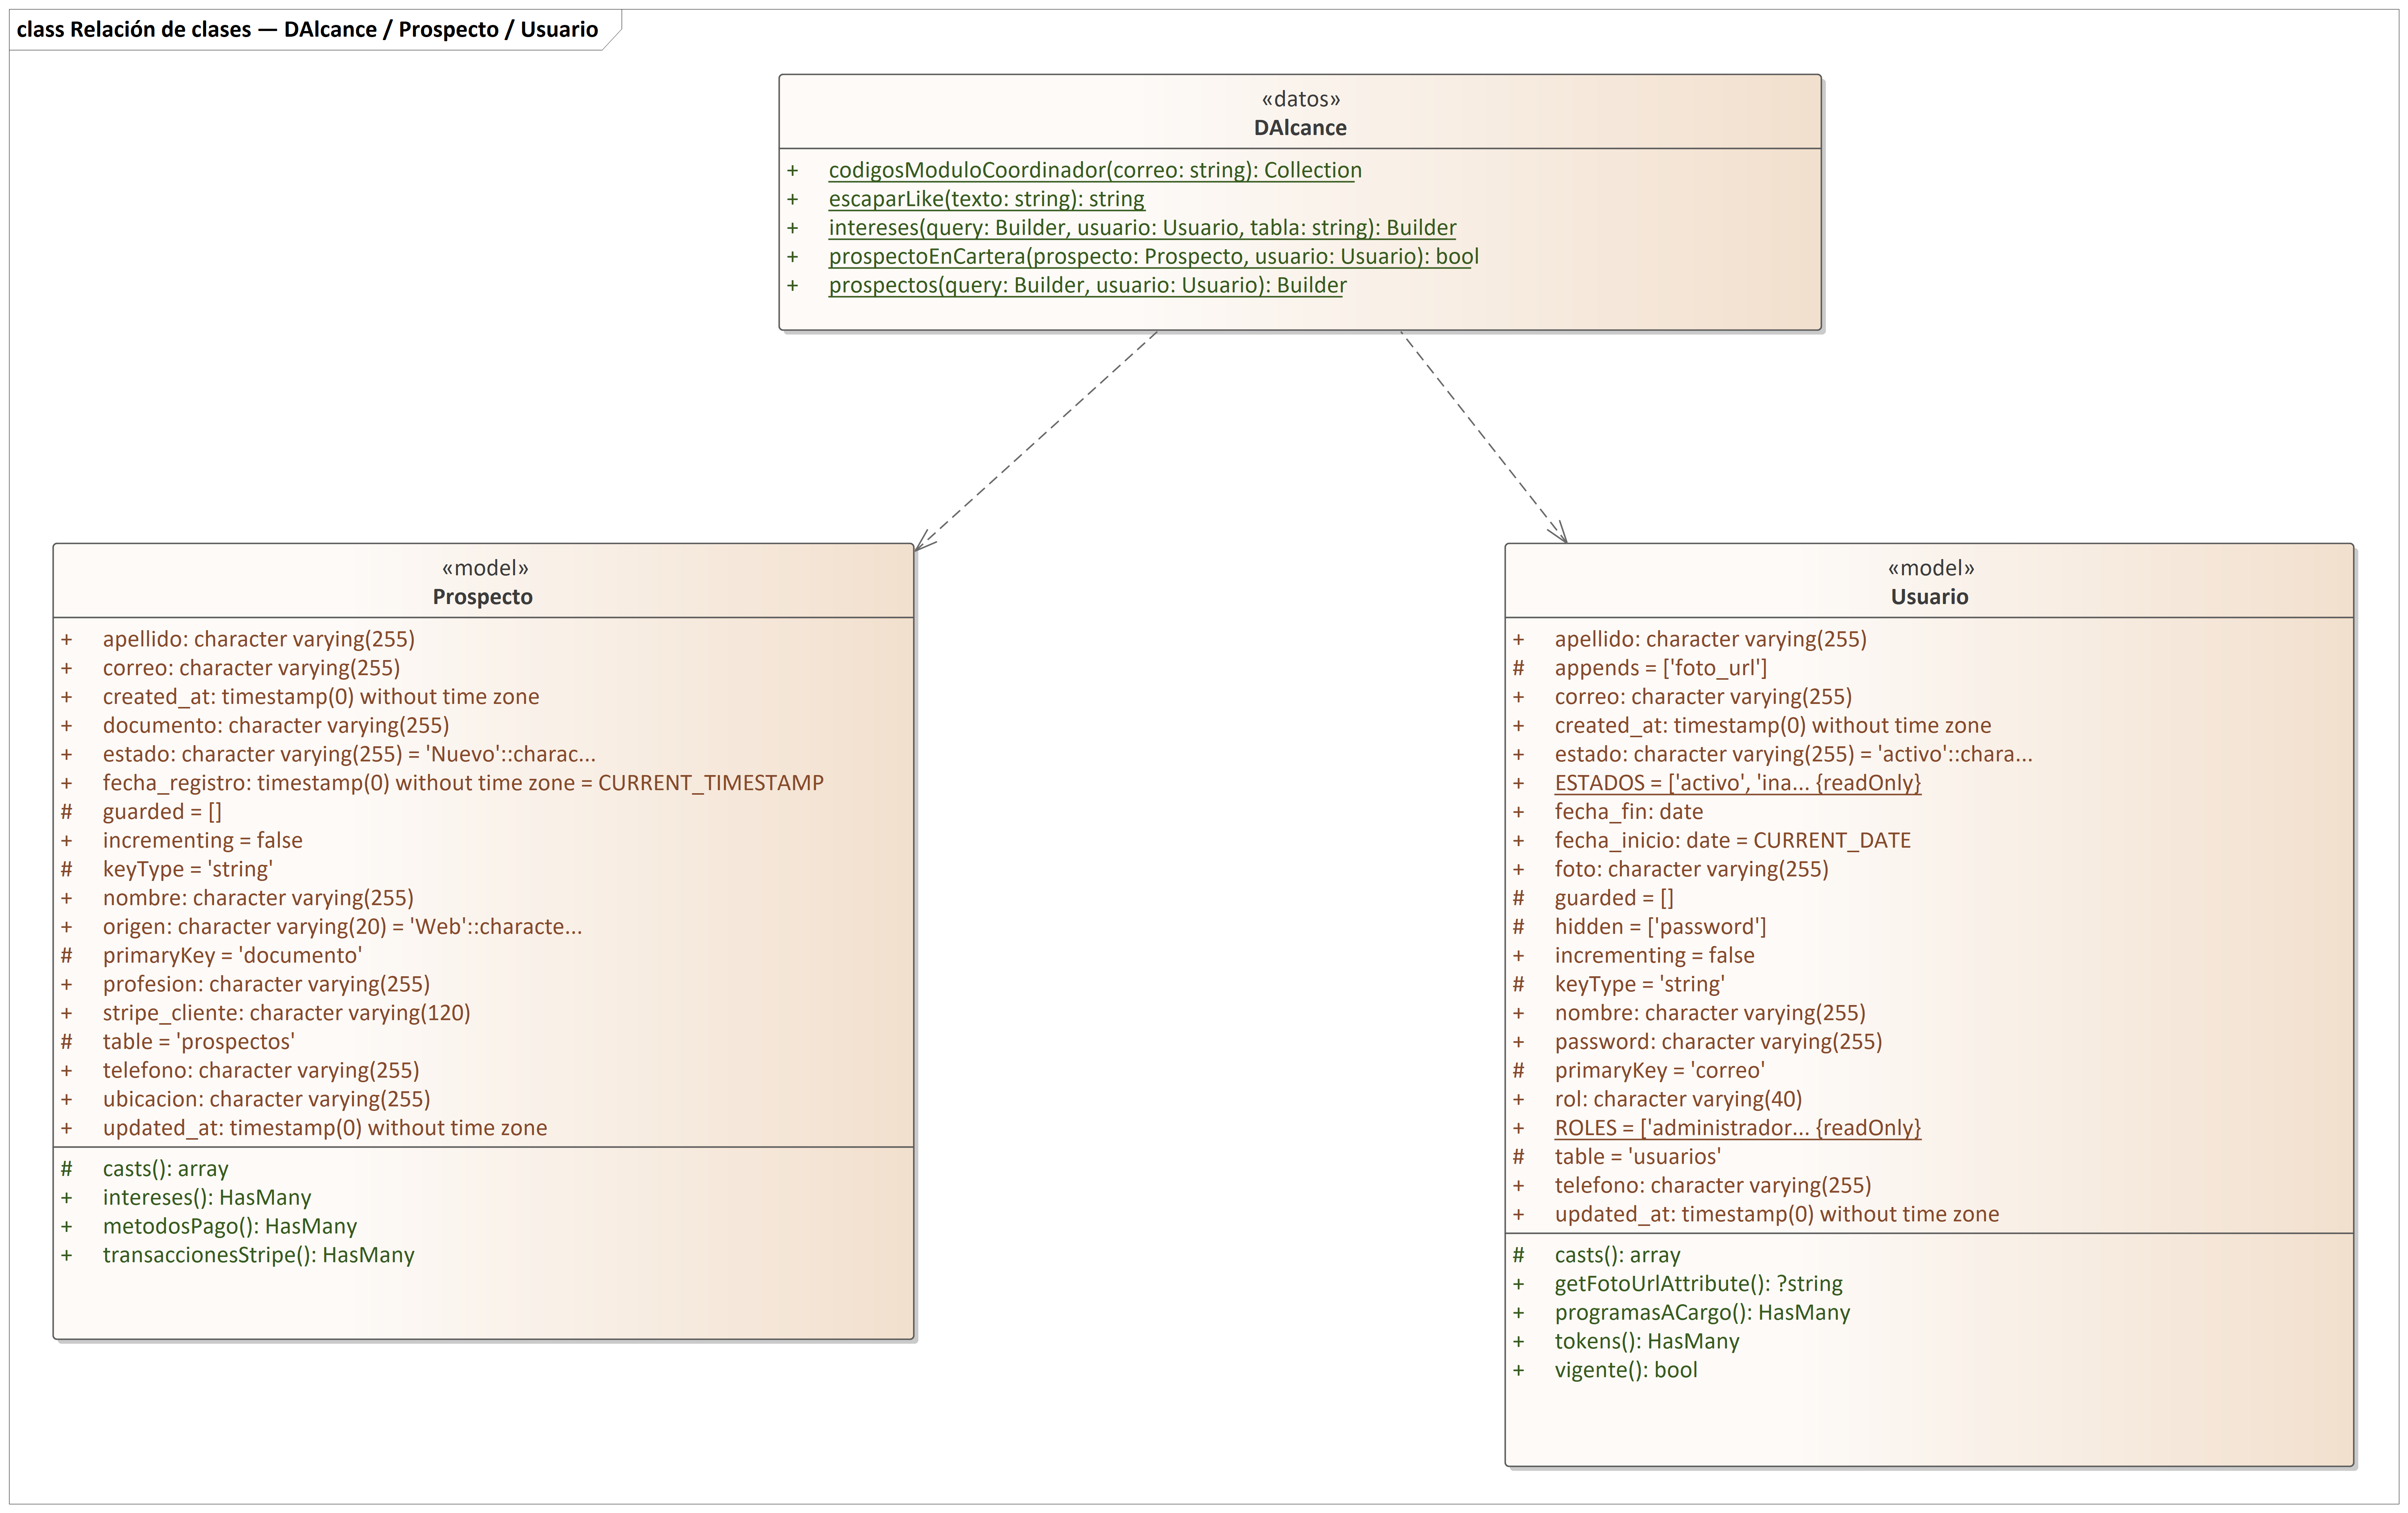 class Relación de clases — DAlcance / Prospecto / Usuario
«datos»
DAlcance
+ codigosModuloCoordinador(correo: string): Collection
+ escaparLike(texto: string): string
+ intereses(query: Builder, usuario: Usuario, tabla: string): Builder
+ prospectoEnCartera(prospecto: Prospecto, usuario: Usuario): bool
+ prospectos(query: Builder, usuario: Usuario): Builder
«model»
Prospecto
+ apellido: character varying(255)
+ correo: character varying(255)
+ created_at: timestamp(0) without time zone
+ documento: character varying(255)
+ estado: character varying(255) = 'Nuevo'::charac...
+ fecha_registro: timestamp(0) without time zone = CURRENT_TIMESTAMP
# guarded = []
+ incrementing = false
# keyType = 'string'
+ nombre: character varying(255)
+ origen: character varying(20) = 'Web'::characte...
# primaryKey = 'documento'
+ profesion: character varying(255)
+ stripe_cliente: character varying(120)
# table = 'prospectos'
+ telefono: character varying(255)
+ ubicacion: character varying(255)
+ updated_at: timestamp(0) without time zone
# casts(): array
+ intereses(): HasMany
+ metodosPago(): HasMany
+ transaccionesStripe(): HasMany
«model»
Usuario
+ apellido: character varying(255)
# appends = ['foto_url']
+ correo: character varying(255)
+ created_at: timestamp(0) without time zone
+ estado: character varying(255) = 'activo'::chara...
+ ESTADOS = ['activo', 'ina... {readOnly}
+ fecha_fin: date
+ fecha_inicio: date = CURRENT_DATE
+ foto: character varying(255)
# guarded = []
# hidden = ['password']
+ incrementing = false
# keyType = 'string'
+ nombre: character varying(255)
+ password: character varying(255)
# primaryKey = 'correo'
+ rol: character varying(40)
+ ROLES = ['administrador... {readOnly}
# table = 'usuarios'
+ telefono: character varying(255)
+ updated_at: timestamp(0) without time zone
# casts(): array
+ getFotoUrlAttribute(): ?string
+ programasACargo(): HasMany
+ tokens(): HasMany
+ vigente(): bool